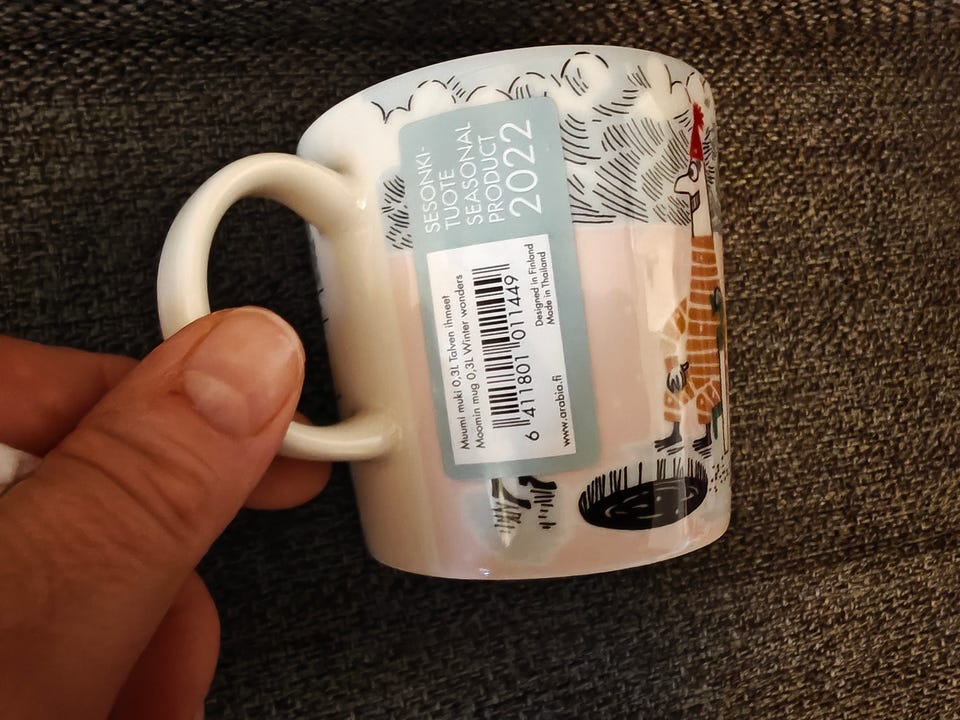 SESONKI-
TUOTE
SEASONAL
PRODUCT
2022
Muumi muki 0,3L Talven ihmeet
Moomin mug 0,3L Winter wonders
6 411801 011449
Designed in Finland
Made in Thailand
www.arabia.fi